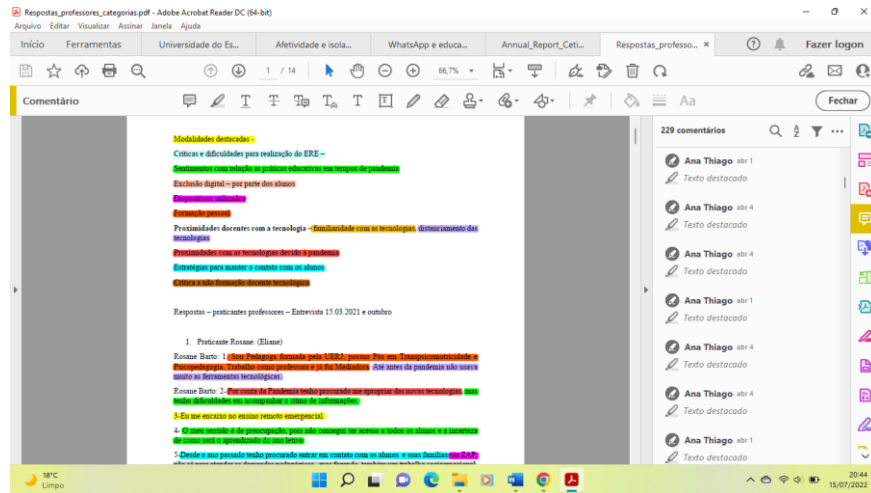 Respostas_professores_categorias.pdf - Adobe Acrobat Reader DC (64-bit)
Arquivo Editar Visualizar Assinar Janela Ajuda
Início Ferramentas Universidade do Es... Afetividade e isola... WhatsApp e educa... Annual_Report_Ceti... Respostas_professo... × Fazer logon
1 / 14 66,7%
Comentário Fechar
Modalidades destacadas -
Críticas e dificuldades para realização do ERE –
Sentimentos com relação as práticas educativas em tempos de pandemia
Exclusão digital – por parte dos alunos
Dispositivos utilizados
Formação pessoal
Proximidades docentes com a tecnologia – familiaridade com as tecnologias, distanciamento das
tecnologias
Proximidades com as tecnologias devido à pandemia
Estratégias para manter o contato com os alunos
Crítica a não formação docente tecnológica
Respostas – praticantes professores – Entrevista 15.03.2021 e outubro
1. Praticante Rosane: (Eliane)
Rosane Barto: 1. Sou Pedagoga formada pela UERJ, possuo Pós em Transpsicomotricidade e
Psicopedagogia. Trabalho como professora e já fui Mediadora. Até antes da pandemia não usava
muito as ferramentas tecnológicas.
Rosane Barto: 2- Por conta da Pandemia tenho procurado me apropriar das novas tecnologias, mas
tenho dificuldades em acompanhar o ritmo de informações.
3-Eu me encaixo no ensino remoto emergencial.
4- O meu sentido é de preocupação, pois não consegui ter acesso a todos os alunos e a incerteza
de como será o aprendizado do ano letivo.
5-Desde o ano passado tenho procurado entrar em contato com os alunos e suas famílias via ZAP,
229 comentários
Ana Thiago abr 1
Texto destacado
Ana Thiago abr 4
Texto destacado
Ana Thiago abr 4
Texto destacado
Ana Thiago abr 1
Texto destacado
Ana Thiago abr 4
Texto destacado
Ana Thiago abr 4
Texto destacado
Ana Thiago abr 1
Texto destacado
18°C
Limpo
20:44
15/07/2022